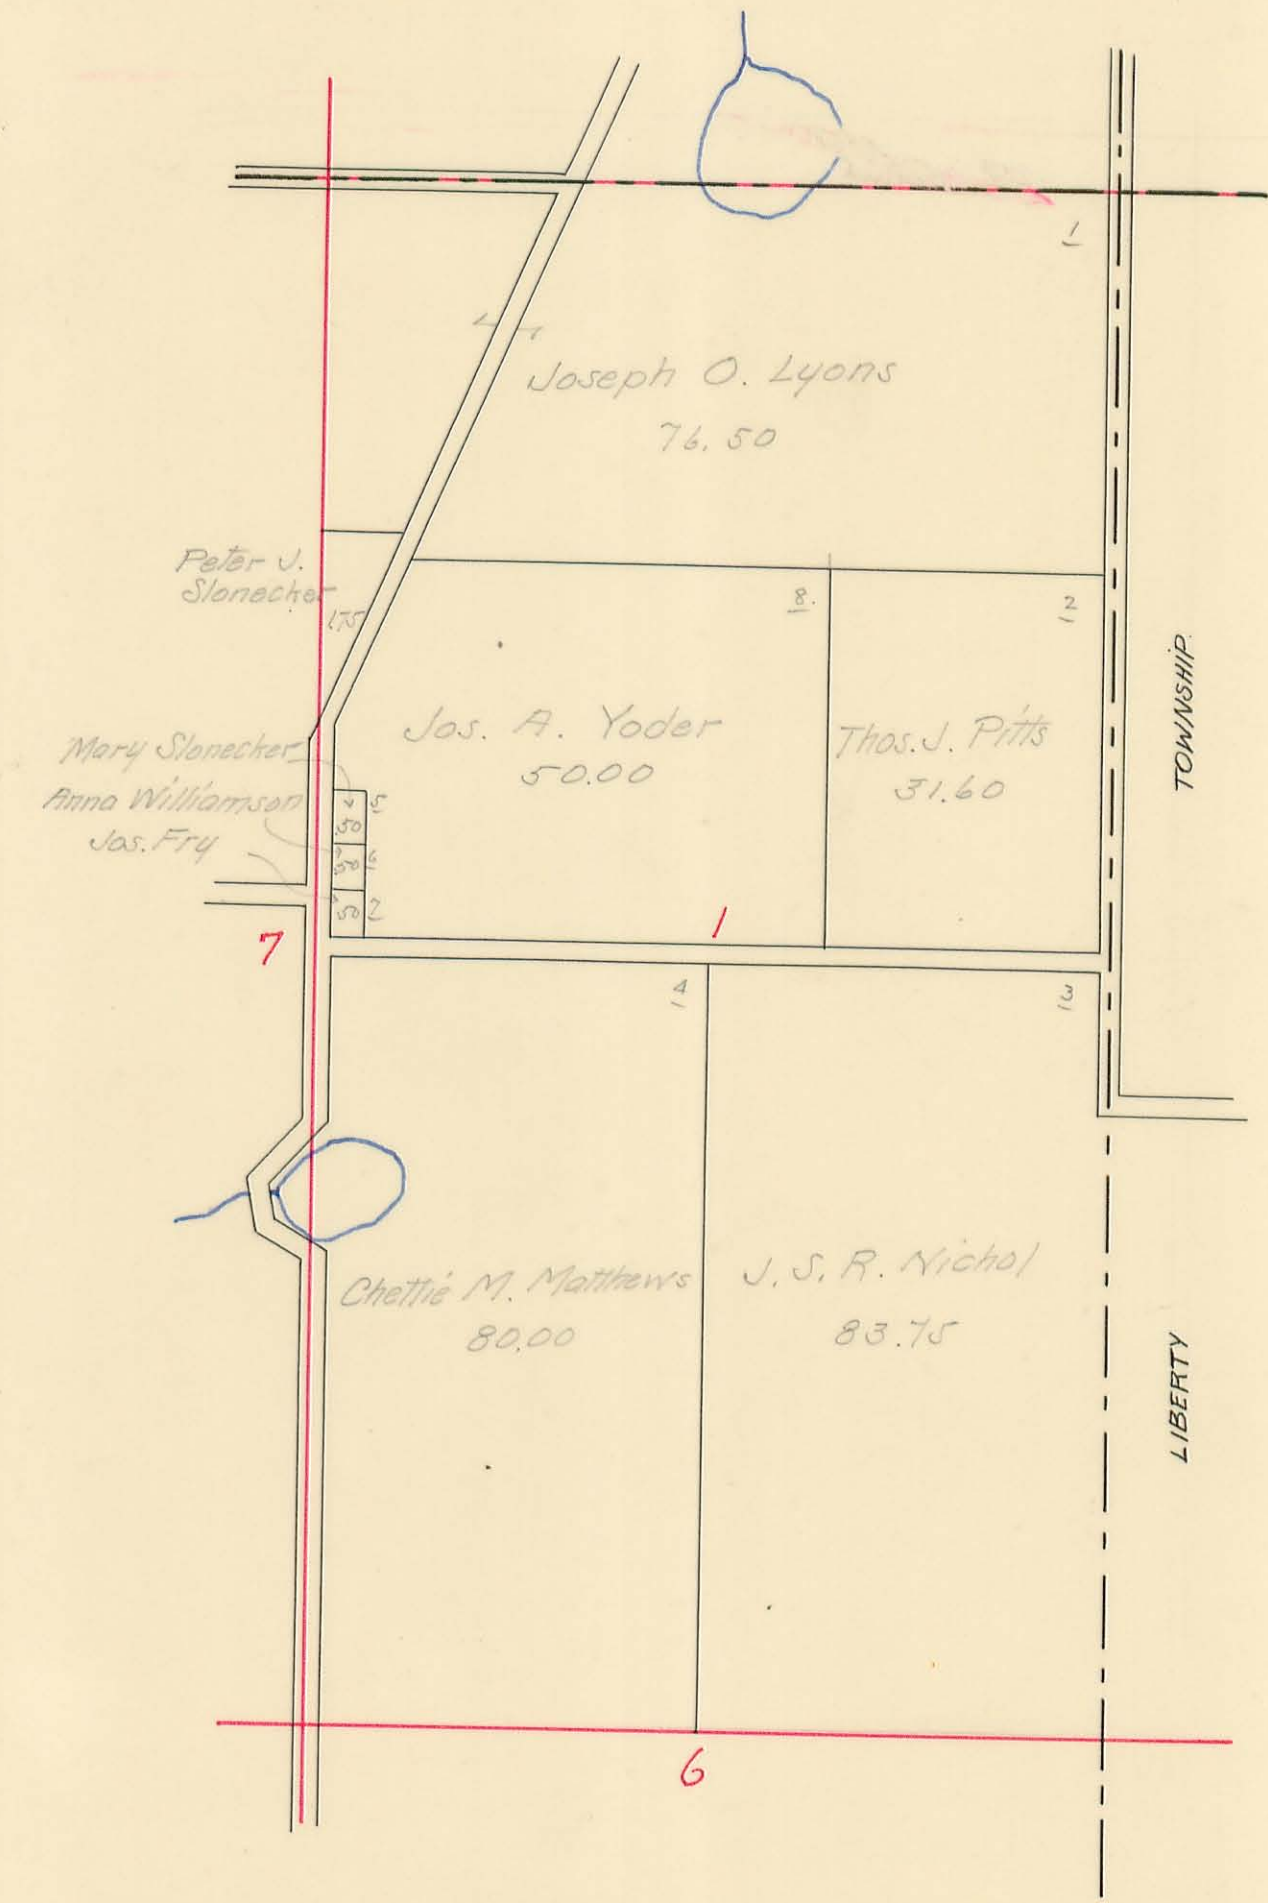 1
Joseph O. Lyons
76.50
Peter J.
Slonecker
1.75
8.
2
Jos. A. Yoder
50.00
Thos. J. Pitts
31.60
TOWNSHIP
Mary Slonecker
Anna Williamson
Jos. Fry
.50
5
.50
6
.50
7
7
1
4
3
Chettie M. Matthews
80.00
J. S. R. Nichol
83.75
LIBERTY
6